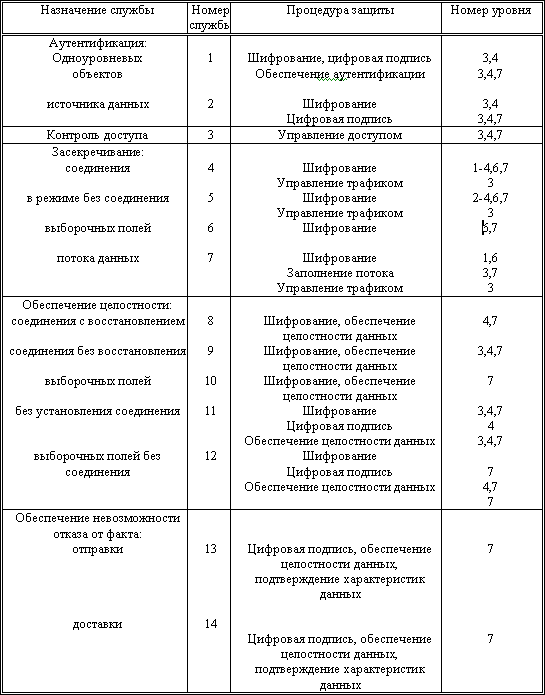 Назначение службы Номер службы Процедура защиты Номер уровня
Аутентификация:
Одноуровневых 1 Шифрование, цифровая подпись 3,4
объектов Обеспечение аутентификации 3,4,7
источника данных 2 Шифрование 3,4
Цифровая подпись 3,4,7
Контроль доступа 3 Управление доступом 3,4,7
Засекречивание:
соединения 4 Шифрование 1-4,6,7
Управление трафиком 3
в режиме без соединения 5 Шифрование 2-4,6,7
Управление трафиком 3
выборочных полей 6 Шифрование 6,7
потока данных 7 Шифрование 1,6
Заполнение потока 3,7
Управление трафиком 3
Обеспечение целостности:
соединения с восстановлением 8 Шифрование, обеспечение 4,7
целостности данных
соединения без восстановления 9 Шифрование, обеспечение 3,4,7
целостности данных
выборочных полей 10 Шифрование, обеспечение 7
целостности данных
без установления соединения 11 Шифрование 3,4,7
Цифровая подпись 4
Обеспечение целостности данных 3,4,7
выборочных полей без 12 Шифрование
соединения Цифровая подпись 7
Обеспечение целостности данных 4,7
7
Обеспечение невозможности
отказа от факта:
отправки 13 Цифровая подпись, обеспечение 7
целостности данных,
подтверждение характеристик
данных
доставки 14
Цифровая подпись, обеспечение 7
целостности данных,
подтверждение характеристик
данных